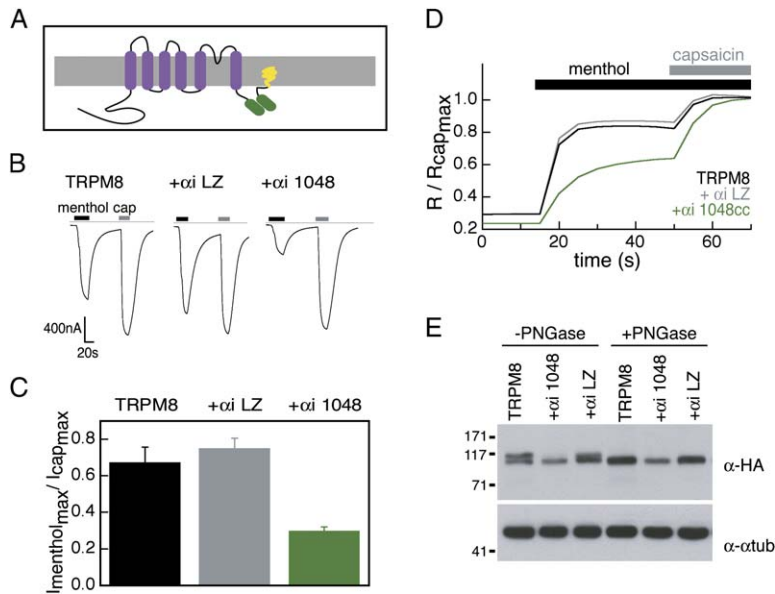 A
B
TRPM8 +αi LZ +αi 1048
menthol cap
400nA
20s
C
TRPM8 +αi LZ +αi 1048
Imentholmax/ Icapmax
0.8
0.6
0.4
0.2
0.0
D
capsaicin
menthol
R / Rcapmax
1.0
0.8
0.6
0.4
0.2
TRPM8
+ αi LZ
+αi 1048cc
0 20 40 60
time (s)
E
-PNGase +PNGase
TRPM8 +αi 1048 +αi LZ TRPM8 +αi 1048 +αi LZ
171
117
71
α-HA
41
α-αtub